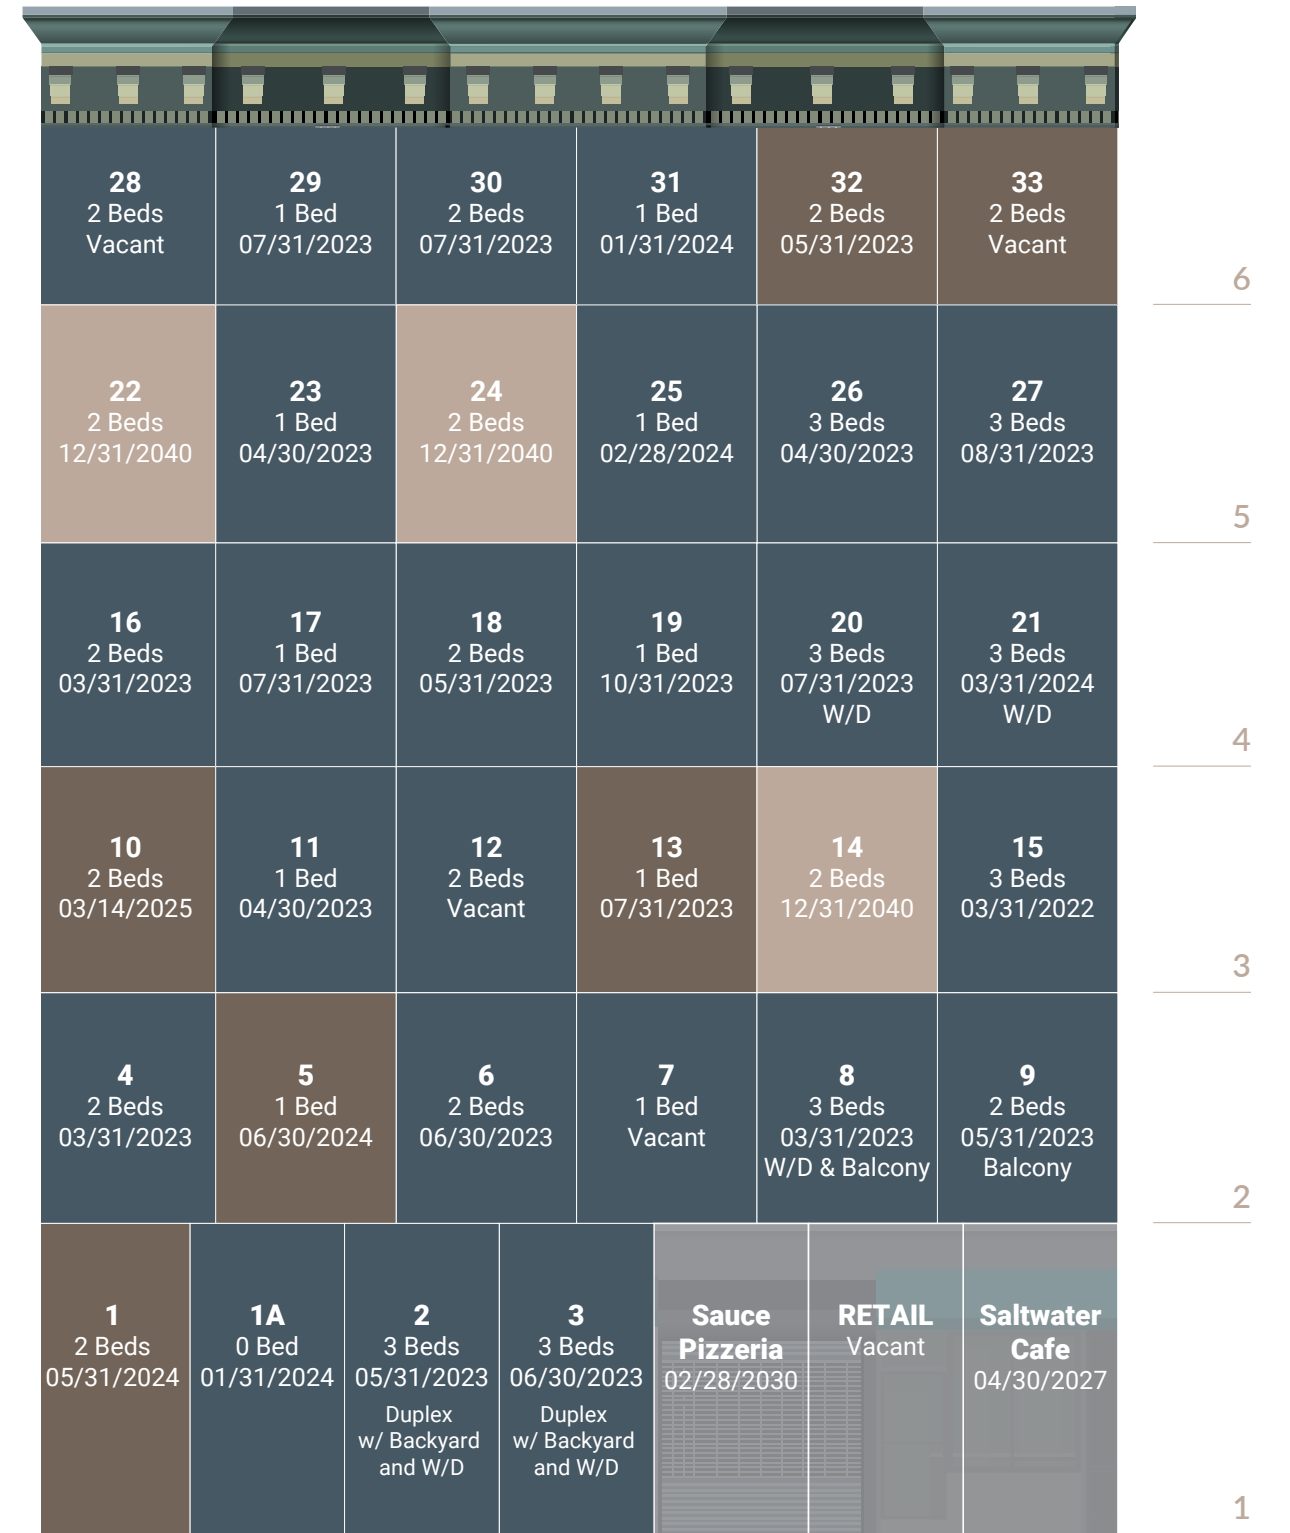 28
2 Beds
Vacant
29
1 Bed
07/31/2023
30
2 Beds
07/31/2023
31
1 Bed
01/31/2024
32
2 Beds
05/31/2023
33
2 Beds
Vacant
6
22
2 Beds
12/31/2040
23
1 Bed
04/30/2023
24
2 Beds
12/31/2040
25
1 Bed
02/28/2024
26
3 Beds
04/30/2023
27
3 Beds
08/31/2023
5
16
2 Beds
03/31/2023
17
1 Bed
07/31/2023
18
2 Beds
05/31/2023
19
1 Bed
10/31/2023
20
3 Beds
07/31/2023
W/D
21
3 Beds
03/31/2024
W/D
4
10
2 Beds
03/14/2025
11
1 Bed
04/30/2023
12
2 Beds
Vacant
13
1 Bed
07/31/2023
14
2 Beds
12/31/2040
15
3 Beds
03/31/2022
3
4
2 Beds
03/31/2023
5
1 Bed
06/30/2024
6
2 Beds
06/30/2023
7
1 Bed
Vacant
8
3 Beds
03/31/2023
W/D & Balcony
9
2 Beds
05/31/2023
Balcony
2
1
2 Beds
05/31/2024
1A
0 Bed
01/31/2024
2
3 Beds
05/31/2023
Duplex
w/ Backyard
and W/D
3
3 Beds
06/30/2023
Duplex
w/ Backyard
and W/D
Sauce
Pizzeria
02/28/2030
RETAIL
Vacant
Saltwater
Cafe
04/30/2027
1